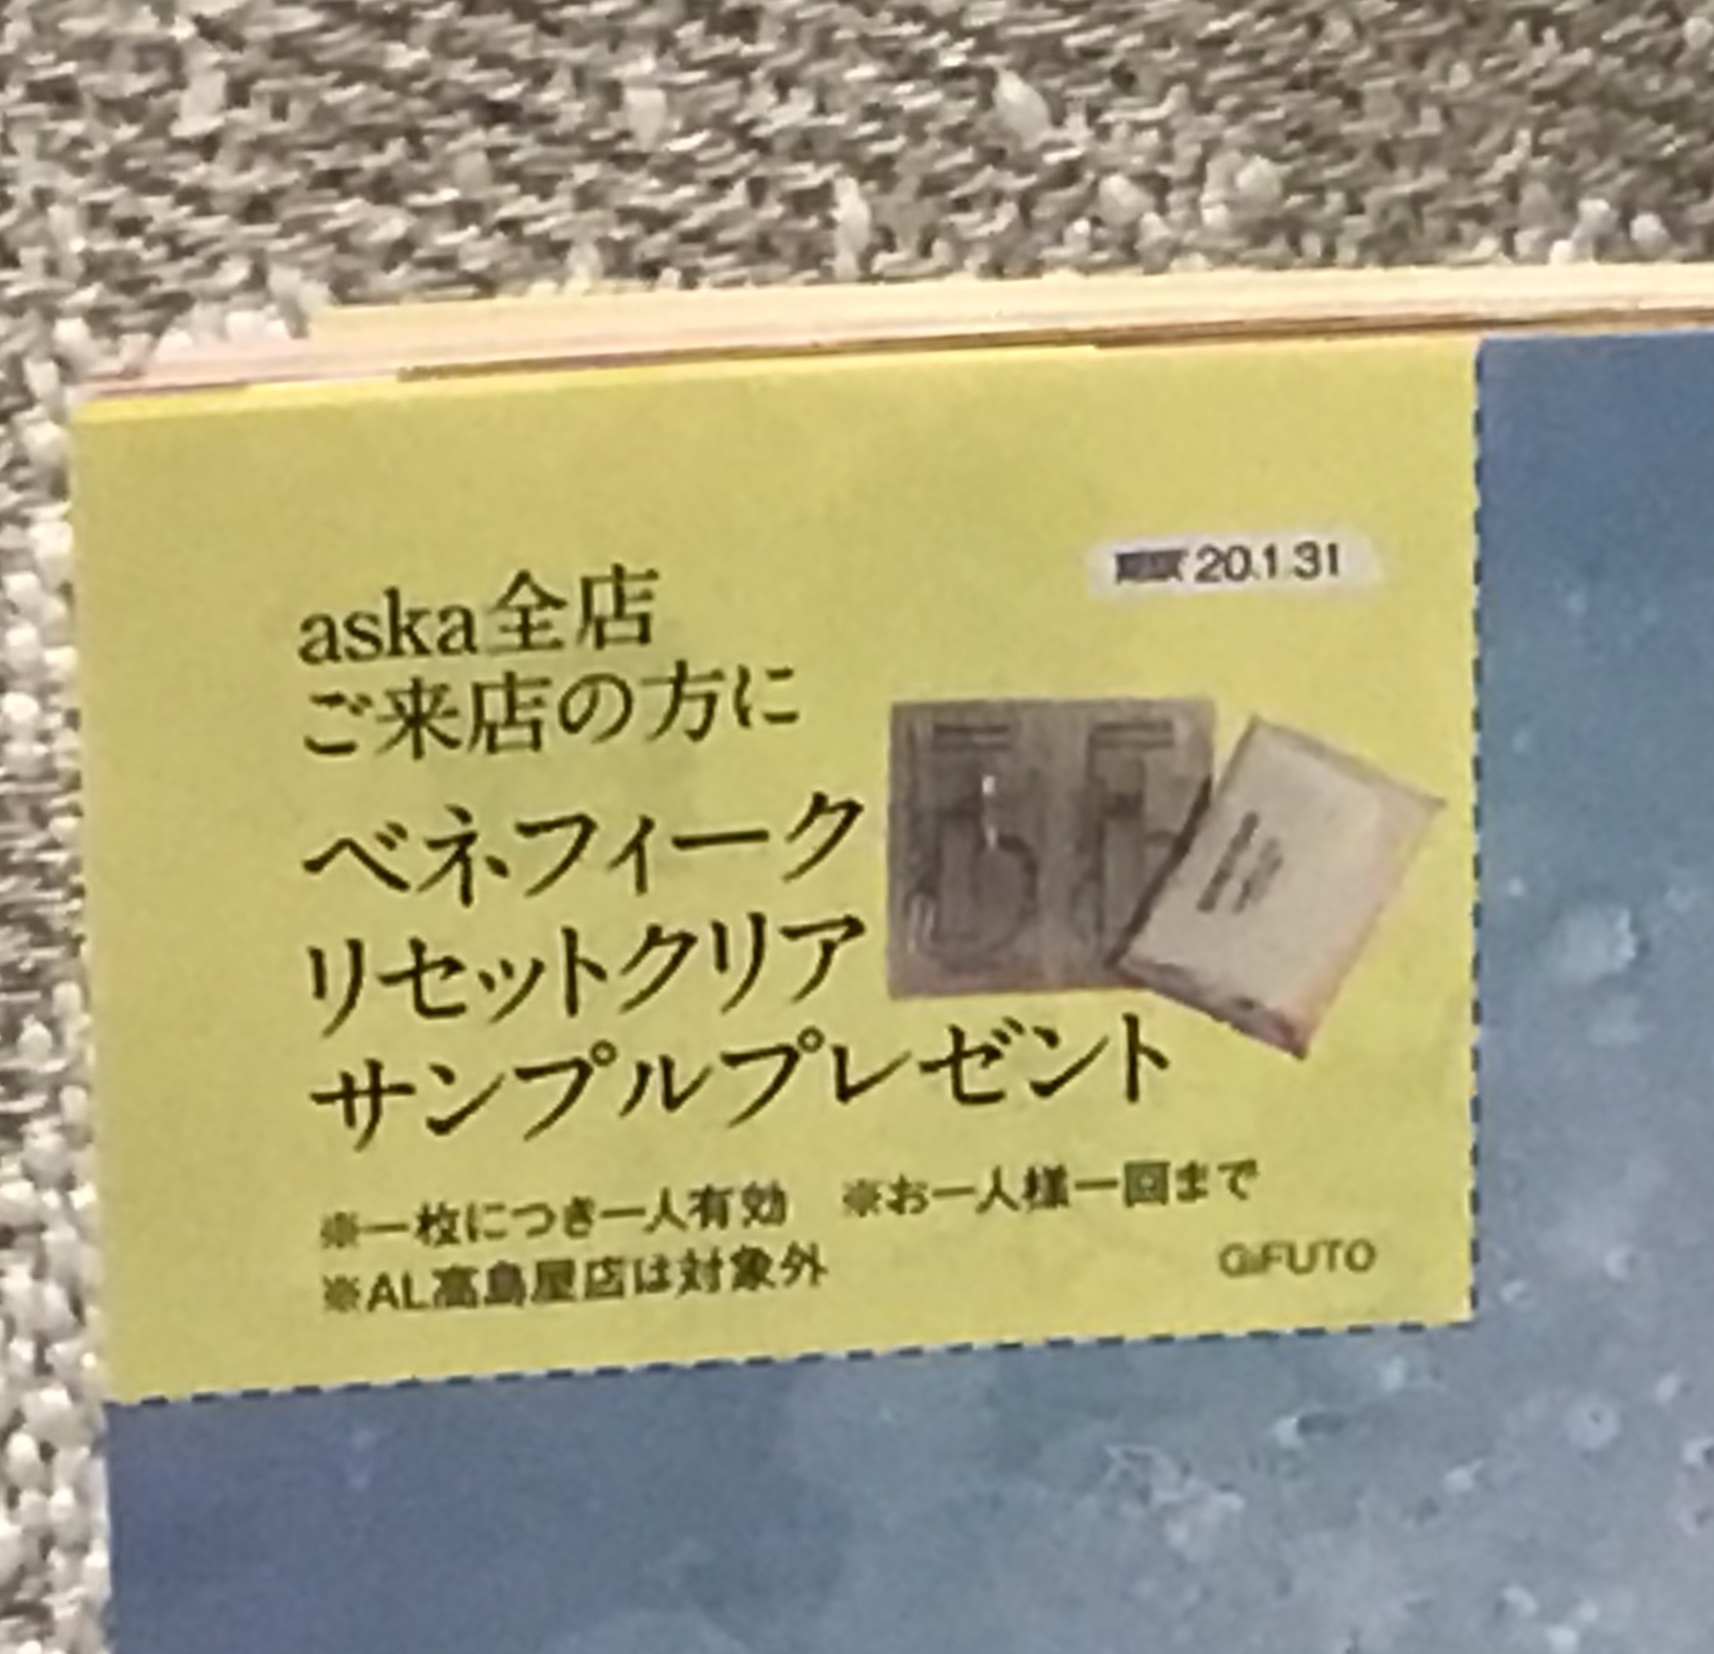 期限 20.1.31
aska全店
ご来店の方に
ベネフィーク
リセットクリア
サンプルプレゼント
※一枚につき一人有効 ※お一人様一回まで
※AL高島屋店は対象外
GiFUTO